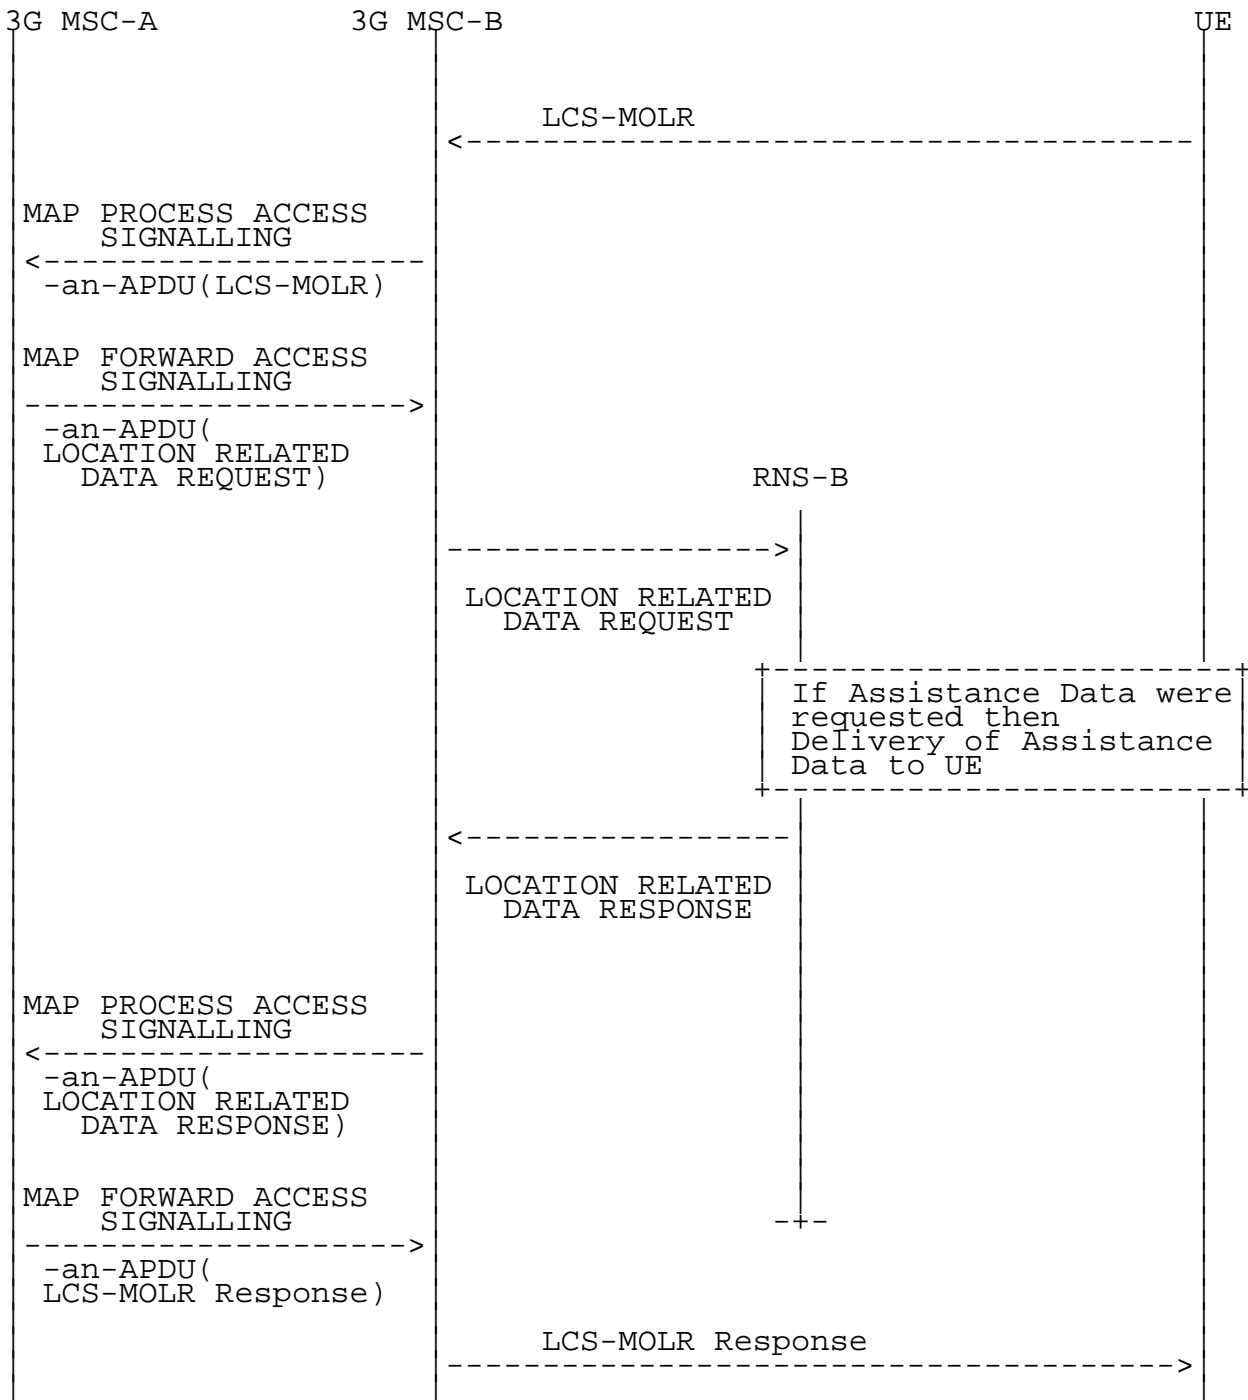 3G MSC-A 3G MSC-B UE
LCS-MOLR
MAP PROCESS ACCESS
SIGNALLING
-an-APDU(LCS-MOLR)
MAP FORWARD ACCESS
SIGNALLING
-an-APDU(
LOCATION RELATED
DATA REQUEST)
RNS-B
LOCATION RELATED
DATA REQUEST
If Assistance Data were
requested then
Delivery of Assistance
Data to UE
LOCATION RELATED
DATA RESPONSE
MAP PROCESS ACCESS
SIGNALLING
-an-APDU(
LOCATION RELATED
DATA RESPONSE)
MAP FORWARD ACCESS
SIGNALLING
-an-APDU(
LCS-MOLR Response)
LCS-MOLR Response